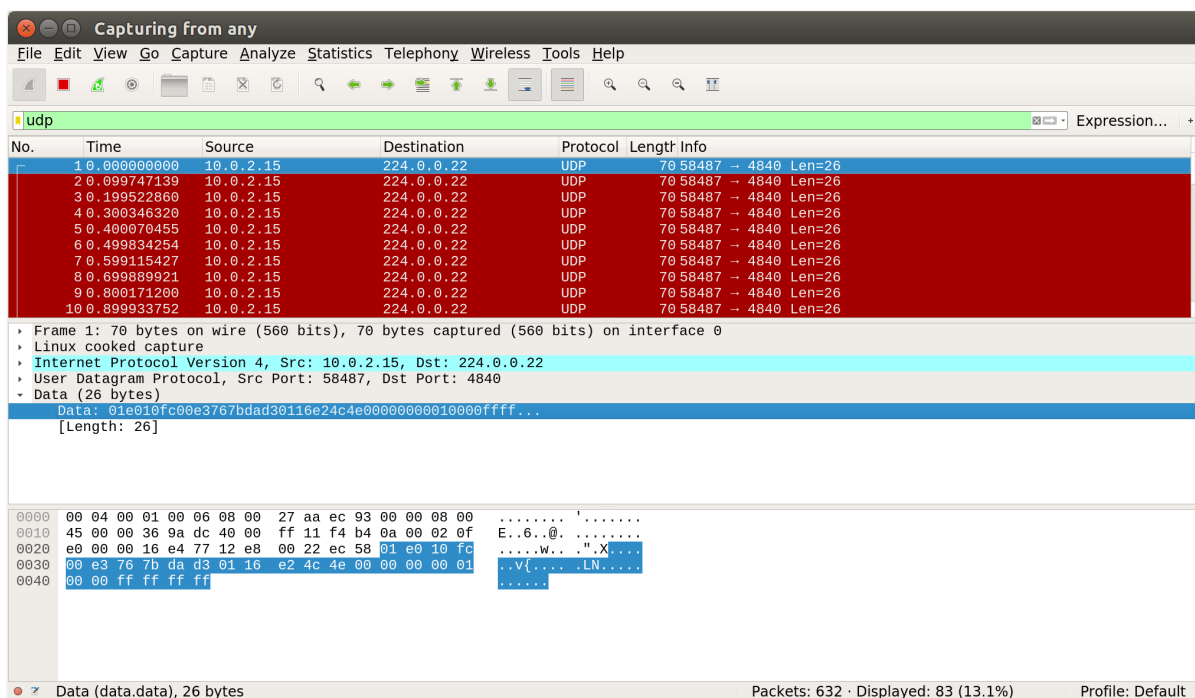 Capturing from any
File Edit View Go Capture Analyze Statistics Telephony Wireless Tools Help
udp Expression... +
No. Time Source Destination Protocol Length Info
1 0.000000000 10.0.2.15 224.0.0.22 UDP 70 58487 → 4840 Len=26
2 0.099747139 10.0.2.15 224.0.0.22 UDP 70 58487 → 4840 Len=26
3 0.199522860 10.0.2.15 224.0.0.22 UDP 70 58487 → 4840 Len=26
4 0.300346320 10.0.2.15 224.0.0.22 UDP 70 58487 → 4840 Len=26
5 0.400070455 10.0.2.15 224.0.0.22 UDP 70 58487 → 4840 Len=26
6 0.499834254 10.0.2.15 224.0.0.22 UDP 70 58487 → 4840 Len=26
7 0.599115427 10.0.2.15 224.0.0.22 UDP 70 58487 → 4840 Len=26
8 0.699889921 10.0.2.15 224.0.0.22 UDP 70 58487 → 4840 Len=26
9 0.800171200 10.0.2.15 224.0.0.22 UDP 70 58487 → 4840 Len=26
10 0.899933752 10.0.2.15 224.0.0.22 UDP 70 58487 → 4840 Len=26
Frame 1: 70 bytes on wire (560 bits), 70 bytes captured (560 bits) on interface 0
Linux cooked capture
Internet Protocol Version 4, Src: 10.0.2.15, Dst: 224.0.0.22
User Datagram Protocol, Src Port: 58487, Dst Port: 4840
Data (26 bytes)
Data: 01e010fc00e3767bdad30116e24c4e00000000010000ffff...
[Length: 26]
0000 00 04 00 01 00 06 08 00 27 aa ec 93 00 00 08 00 ........ '.......
0010 45 00 00 36 9a dc 40 00 ff 11 f4 b4 0a 00 02 0f E..6..@. ........
0020 e0 00 00 16 e4 77 12 e8 00 22 ec 58 01 e0 10 fc .....w.. .".X....
0030 00 e3 76 7b da d3 01 16 e2 4c 4e 00 00 00 00 01 ..v{.... .LN.....
0040 00 00 ff ff ff ff ......
Data (data.data), 26 bytes Packets: 632 · Displayed: 83 (13.1%) Profile: Default